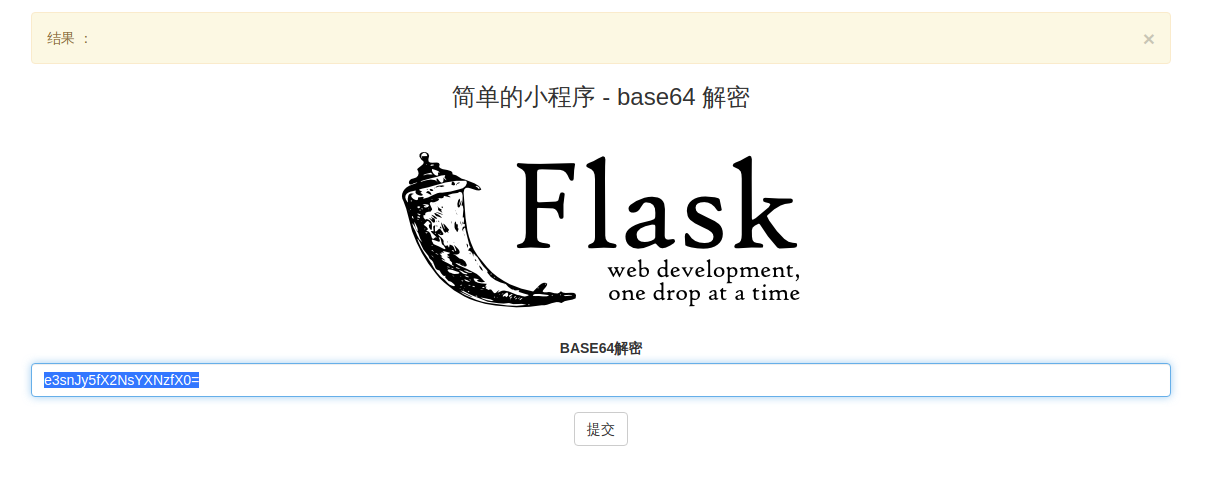 结果 ：
×
简单的小程序 - base64 解密
Flask
web development,
one drop at a time
BASE64解密
e3snJy5fX2NsYXNzfX0=
提交